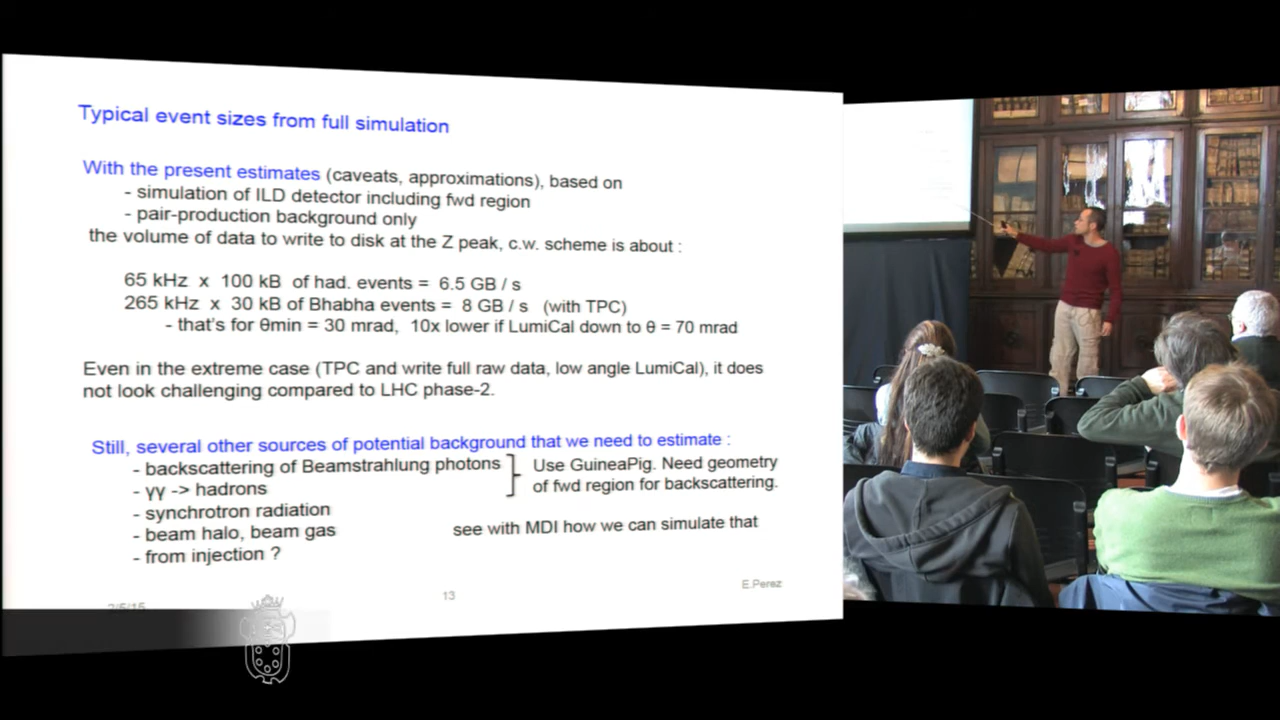 Typical event sizes from full simulation
With the present estimates (caveats, approximations), based on
- simulation of ILD detector including fwd region
- pair-production background only
the volume of data to write to disk at the Z peak, c.w. scheme is about :
65 kHz x 100 kB of had. events = 6.5 GB / s
265 kHz x 30 kB of Bhabha events = 8 GB / s (with TPC)
- that's for θmin = 30 mrad, 10x lower if LumiCal down to θ = 70 mrad
Even in the extreme case (TPC and write full raw data, low angle LumiCal), it does
not look challenging compared to LHC phase-2.
Still, several other sources of potential background that we need to estimate :
- backscattering of Beamstrahlung photons
- γγ -> hadrons
Use GuineaPig. Need geometry
of fwd region for backscattering.
- synchrotron radiation
- beam halo, beam gas
- from injection ?
see with MDI how we can simulate that
13
E.Perez